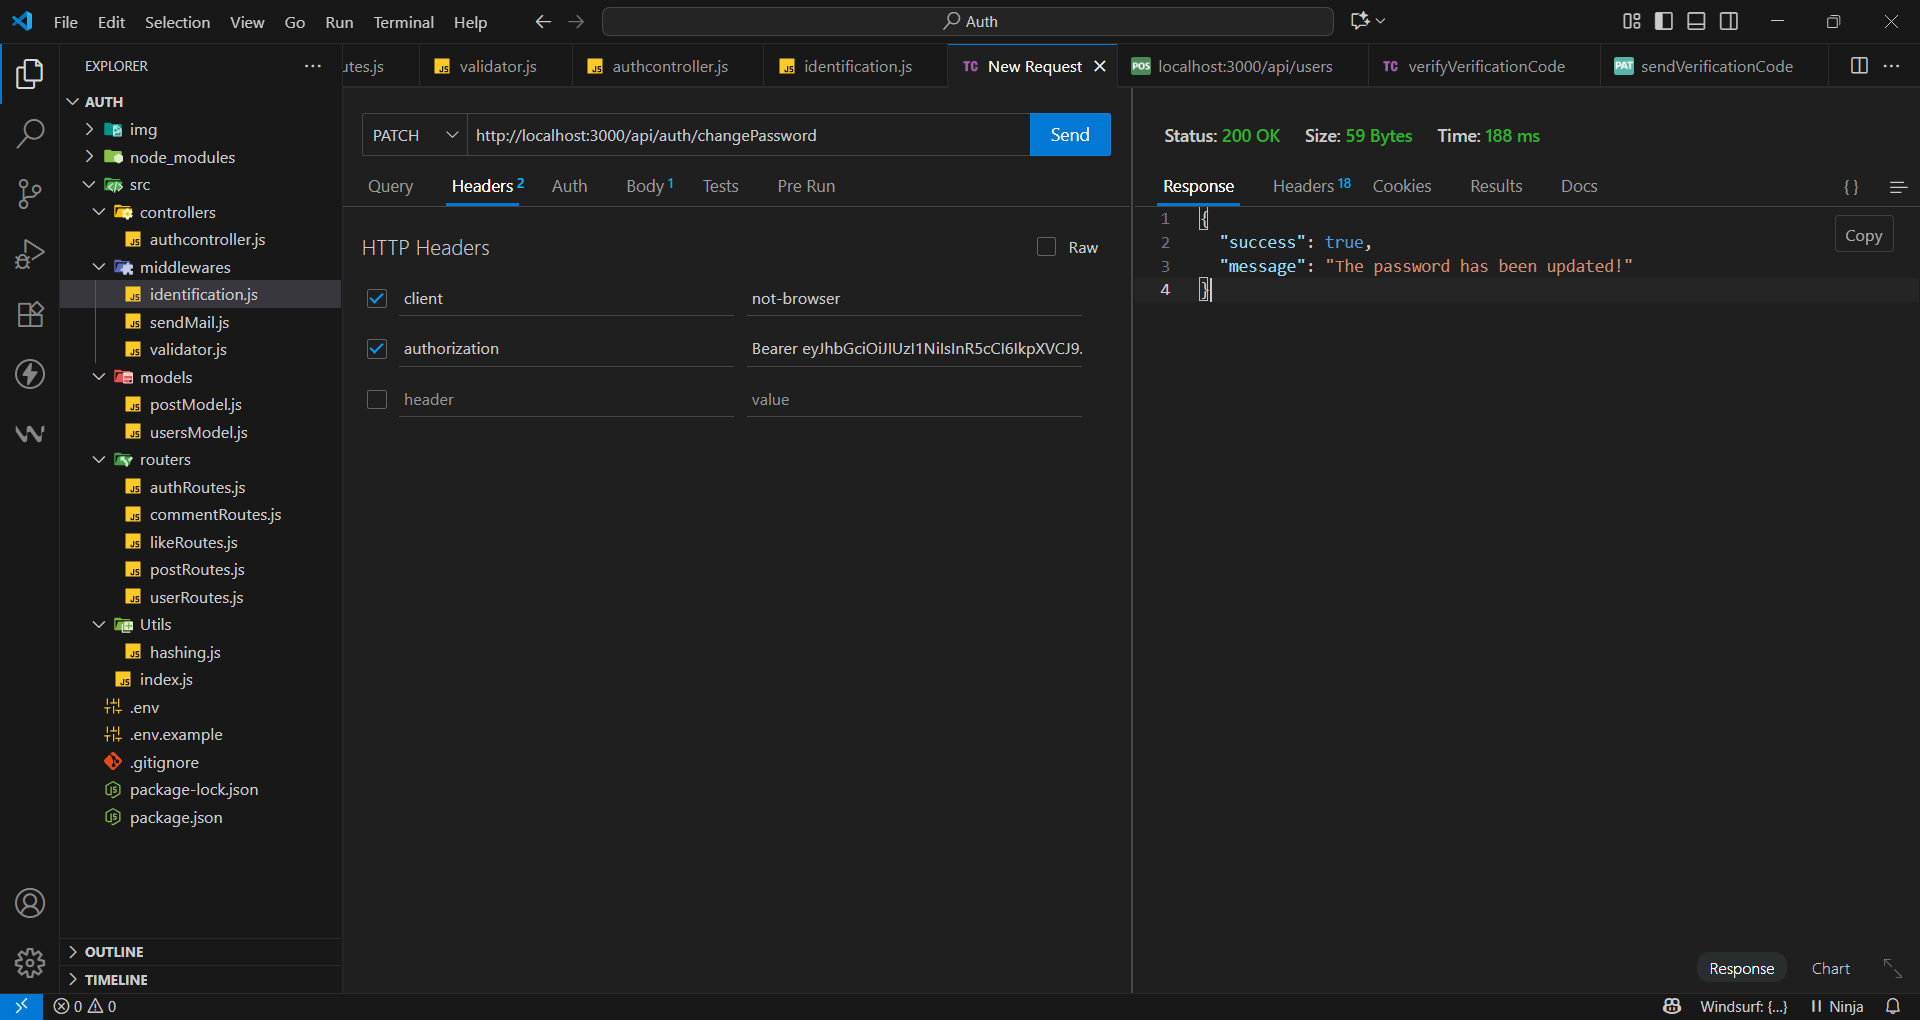 File Edit Selection View Go Run Terminal Help
Auth
EXPLORER
AUTH
img
node_modules
src
controllers
authcontroller.js
middlewares
identification.js
sendMail.js
validator.js
models
postModel.js
usersModel.js
routers
authRoutes.js
commentRoutes.js
likeRoutes.js
postRoutes.js
userRoutes.js
Utils
hashing.js
index.js
.env
.env.example
.gitignore
package-lock.json
package.json
OUTLINE
TIMELINE
utes.js
JS validator.js
JS authcontroller.js
JS identification.js
TC New Request
POS localhost:3000/api/users
TC verifyVerificationCode
PAT sendVerificationCode
PATCH http://localhost:3000/api/auth/changePassword Send
Query Headers 2 Auth Body 1 Tests Pre Run
HTTP Headers Raw
client not-browser
authorization Bearer eyJhbGciOiJIUzI1NiIsInR5cCI6IkpXVCJ9.
header value
Status: 200 OK Size: 59 Bytes Time: 188 ms
Response Headers 18 Cookies Results Docs { }
Copy
1 {
2 "success": true,
3 "message": "The password has been updated!"
4 }
Response Chart
0 0
Windsurf: {...} Ninja